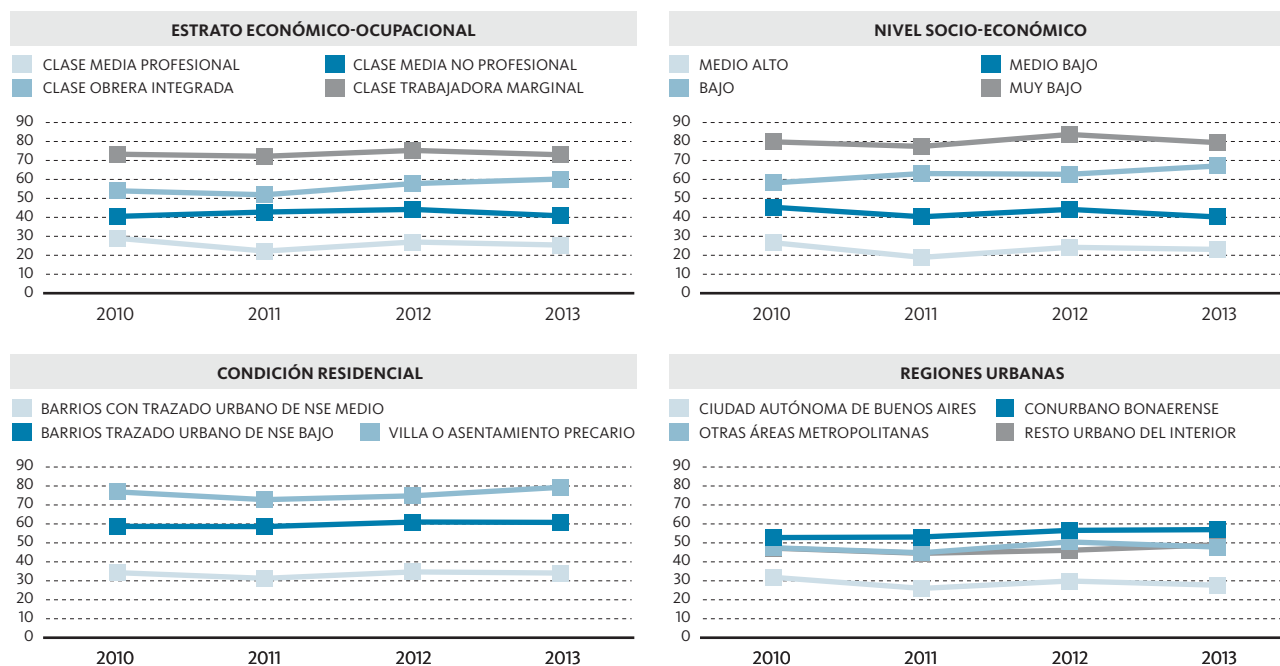 ESTRATO ECONÓMICO-OCUPACIONAL
CLASE MEDIA PROFESIONAL
CLASE MEDIA NO PROFESIONAL
CLASE OBRERA INTEGRADA
CLASE TRABAJADORA MARGINAL
90
80
70
60
50
40
30
20
10
0
2010 2011 2012 2013
NIVEL SOCIO-ECONÓMICO
MEDIO ALTO
MEDIO BAJO
BAJO
MUY BAJO
90
80
70
60
50
40
30
20
10
0
2010 2011 2012 2013
CONDICIÓN RESIDENCIAL
BARRIOS CON TRAZADO URBANO DE NSE MEDIO
BARRIOS TRAZADO URBANO DE NSE BAJO
VILLA O ASENTAMIENTO PRECARIO
90
80
70
60
50
40
30
20
10
0
2010 2011 2012 2013
REGIONES URBANAS
CIUDAD AUTÓNOMA DE BUENOS AIRES
CONURBANO BONAERENSE
OTRAS ÁREAS METROPOLITANAS
RESTO URBANO DEL INTERIOR
90
80
70
60
50
40
30
20
10
0
2010 2011 2012 2013